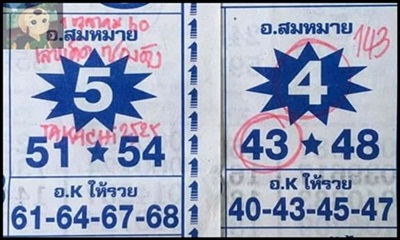 อ.สมหมาย
5
51 ★ 54
อ.K ให้รวย
61-64-67-68
TAKACHI2525
อ.สมหมาย
143
4
43 ★ 48
อ.K ให้รวย
40-43-45-47